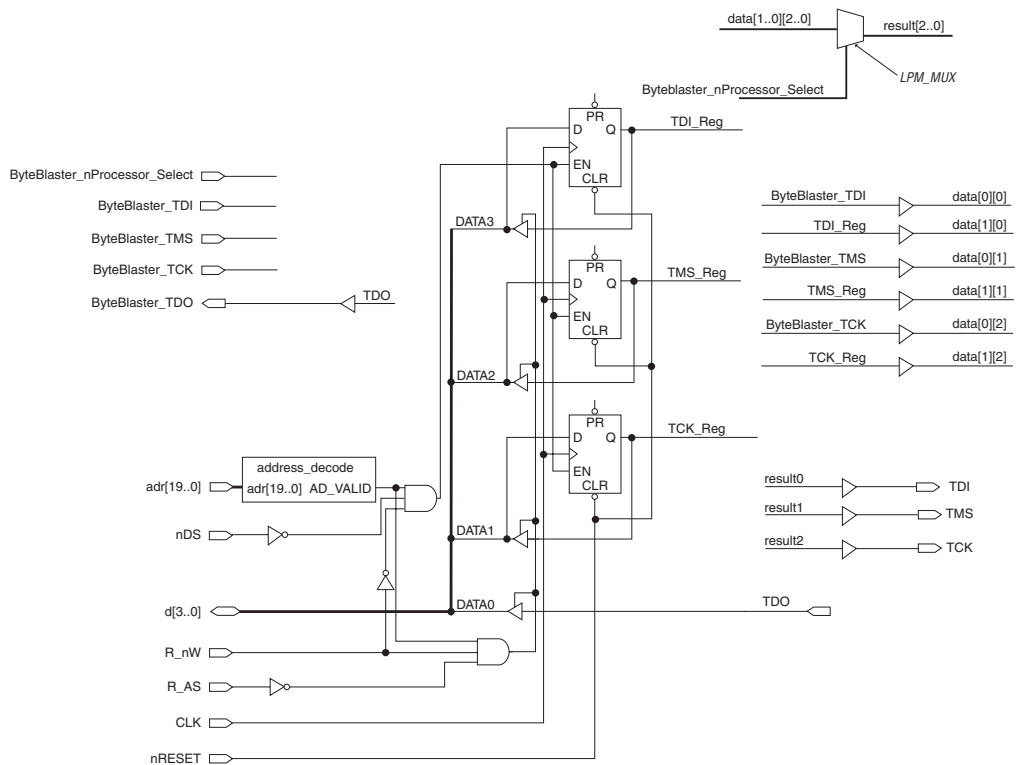 data[1..0][2..0]
result[2..0]
LPM_MUX
Byteblaster_nProcessor_Select
PR
D Q
TDI_Reg
EN
CLR
ByteBlaster_nProcessor_Select
ByteBlaster_TDI
ByteBlaster_TMS
ByteBlaster_TCK
ByteBlaster_TDO
TDO
DATA3
PR
D Q
TMS_Reg
EN
CLR
DATA2
ByteBlaster_TDI data[0][0]
TDI_Reg data[1][0]
ByteBlaster_TMS data[0][1]
TMS_Reg data[1][1]
ByteBlaster_TCK data[0][2]
TCK_Reg data[1][2]
PR
D Q
TCK_Reg
EN
CLR
address_decode
adr[19..0]
adr[19..0] AD_VALID
nDS
DATA1
result0 TDI
result1 TMS
result2 TCK
d[3..0]
DATA0
TDO
R_nW
R_AS
CLK
nRESET